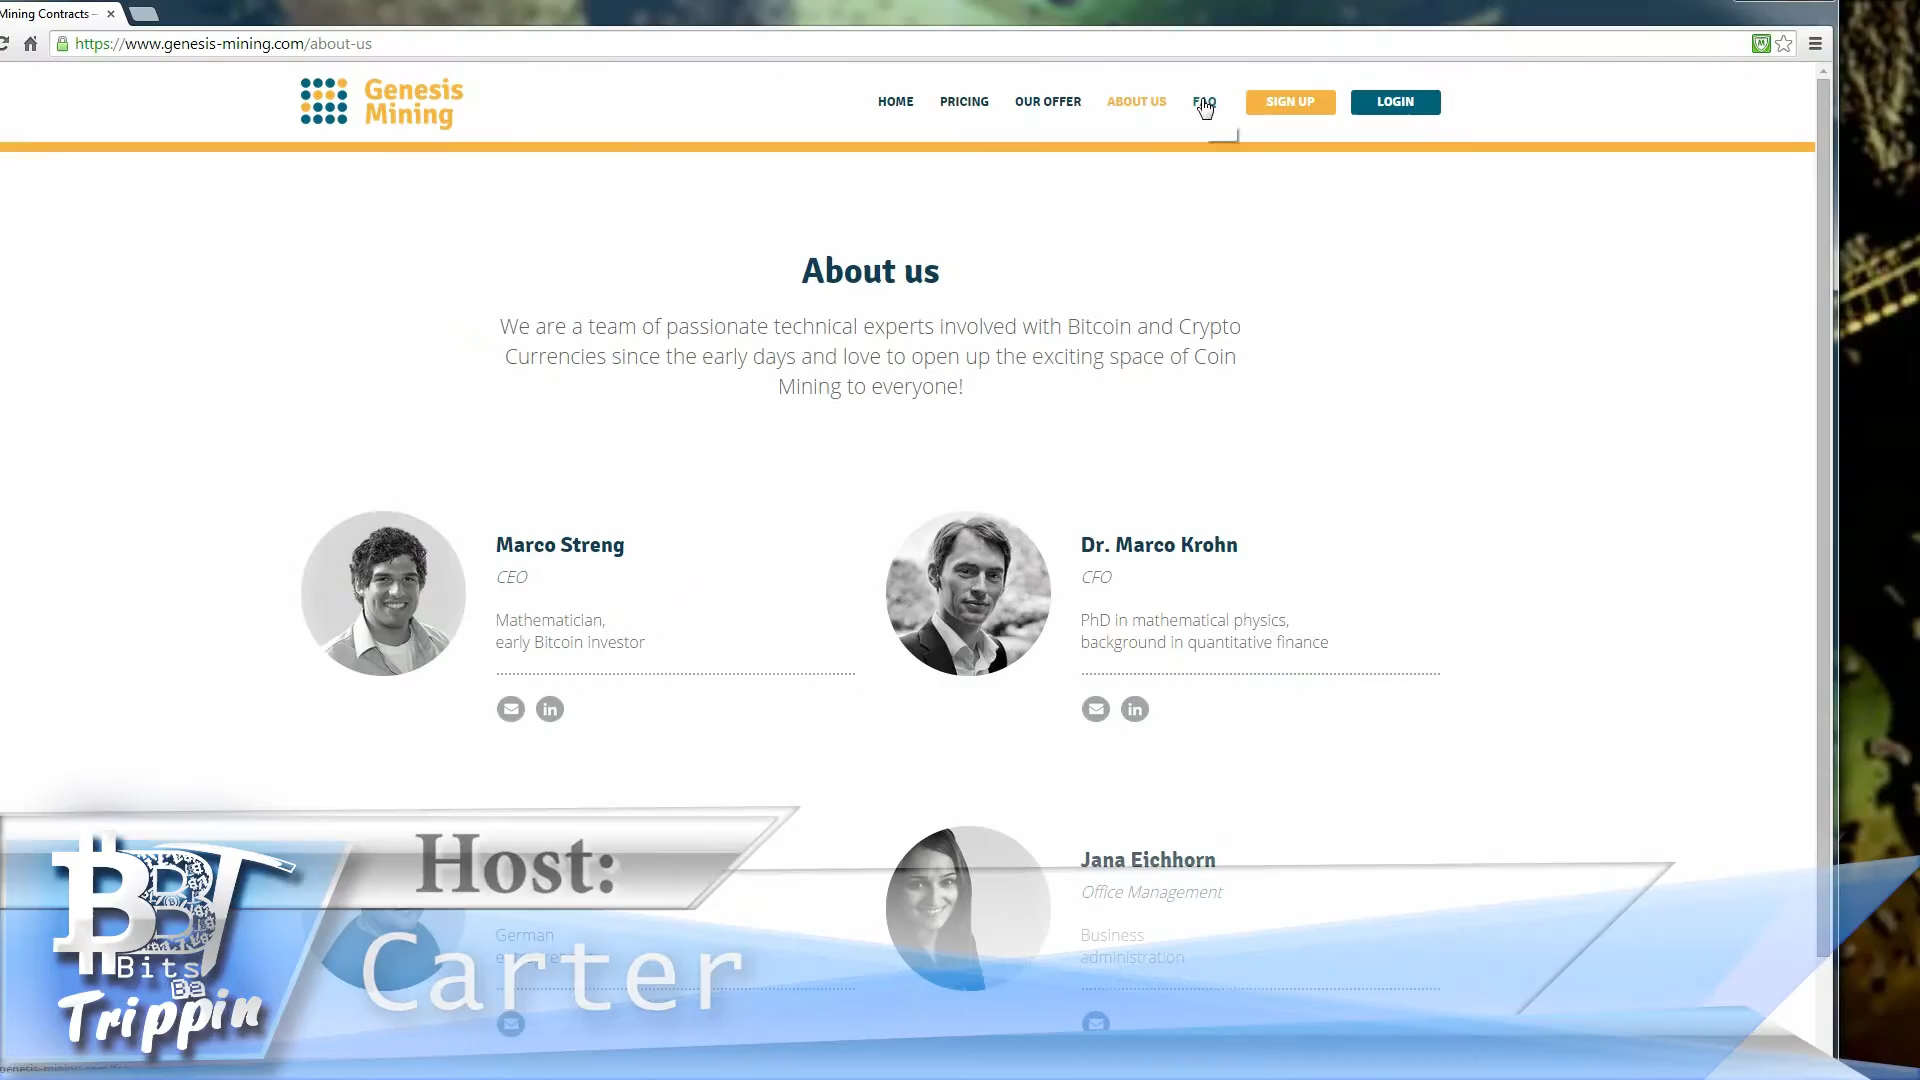 Mining Contracts –
https://www.genesis-mining.com/about-us
Genesis
Mining
HOME
PRICING
OUR OFFER
ABOUT US
FAQ
SIGN UP
LOGIN
About us
We are a team of passionate technical experts involved with Bitcoin and Crypto
Currencies since the early days and love to open up the exciting space of Coin
Mining to everyone!
Marco Streng
CEO
Mathematician,
early Bitcoin investor
in
Dr. Marco Krohn
CFO
PhD in mathematical physics,
background in quantitative finance
in
German
Jana Eichhorn
Office Management
Business
administration
Host:
Carter
BBT
Bits
Be
Trippin